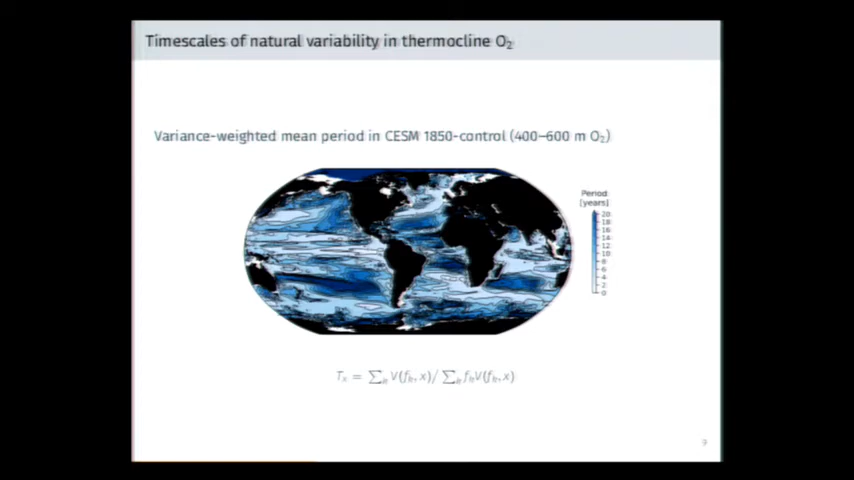 Timescales of natural variability in thermocline O₂
Variance-weighted mean period in CESM 1850-control (400–600 m O₂)
Period
[years]
20
18
16
14
12
10
8
6
4
2
0
Tₓ = ∑ₖ V(fₖ, x)/ ∑ₖ fₖV(fₖ, x)
9